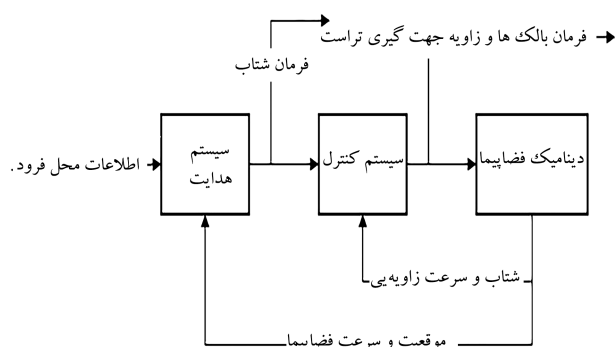 فرمان بالک ها و زاویه جهت گیری تراست
فرمان شتاب
دینامیک فضاپیما
سیستم کنترل
سیستم
هدایت
اطلاعات محل فرود.
شتاب و سرعت زاویه‌یی
موقعیت و سرعت فضاپیما